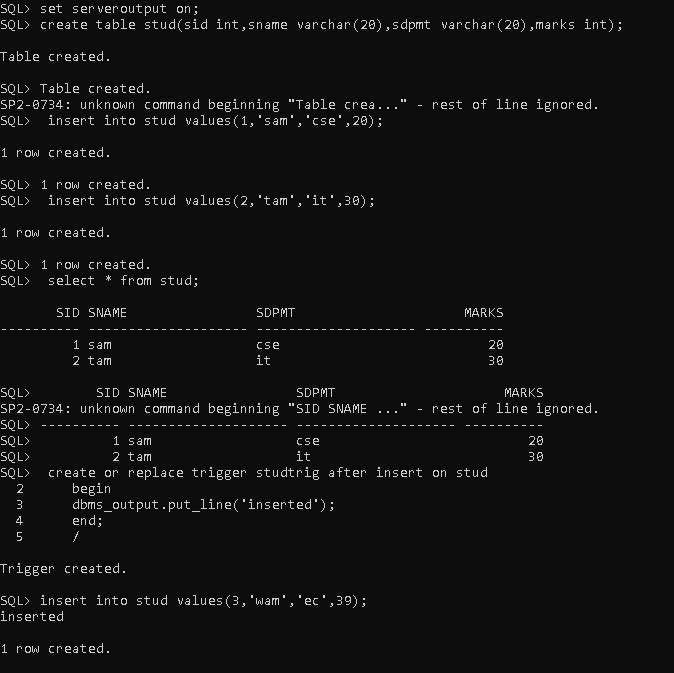 SQL> set serveroutput on;
SQL> create table stud(sid int,sname varchar(20),sdpmt varchar(20),marks int);
Table created.
SQL> Table created.
SP2-0734: unknown command beginning "Table crea..." - rest of line ignored.
SQL>  insert into stud values(1,'sam','cse',20);
1 row created.
SQL> 1 row created.
SQL>  insert into stud values(2,'tam','it',30);
1 row created.
SQL> 1 row created.
SQL>  select * from stud;
       SID SNAME                SDPMT                     MARKS
---------- -------------------- -------------------- ----------
         1 sam                  cse                          20
         2 tam                  it                           30
SQL>        SID SNAME                SDPMT                     MARKS
SP2-0734: unknown command beginning "SID SNAME ..." - rest of line ignored.
SQL> ---------- -------------------- -------------------- ----------
SQL>          1 sam                  cse                          20
SQL>          2 tam                  it                           30
SQL>  create or replace trigger studtrig after insert on stud
  2      begin
  3      dbms_output.put_line('inserted');
  4      end;
  5      /
Trigger created.
SQL> insert into stud values(3,'wam','ec',39);
inserted
1 row created.